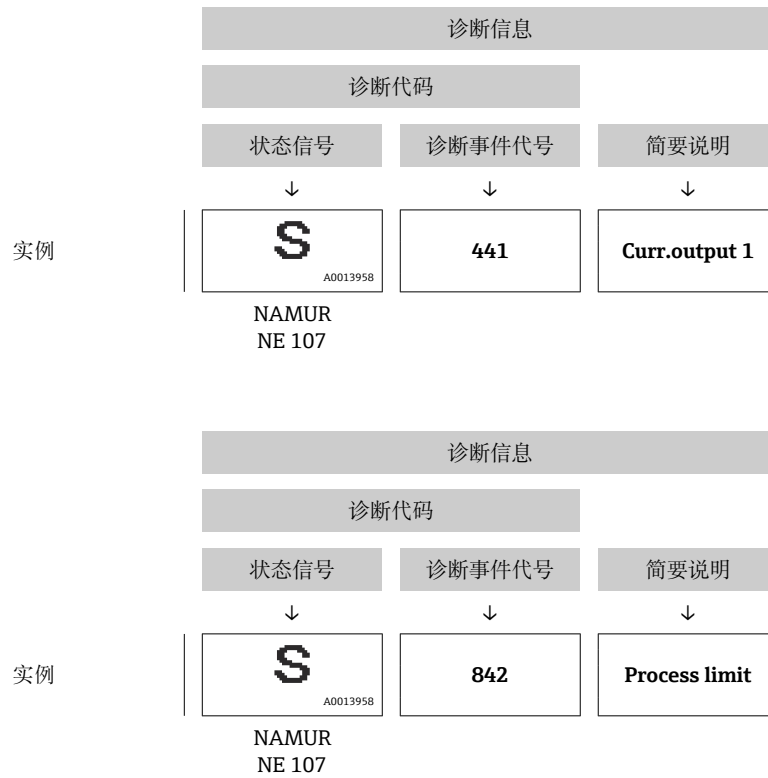 诊断信息
诊断代码
状态信号 诊断事件代号 简要说明
↓ ↓ ↓
实例 S 441 Curr.output 1
A0013958
NAMUR
NE 107
诊断信息
诊断代码
状态信号 诊断事件代号 简要说明
↓ ↓ ↓
实例 S 842 Process limit
A0013958
NAMUR
NE 107